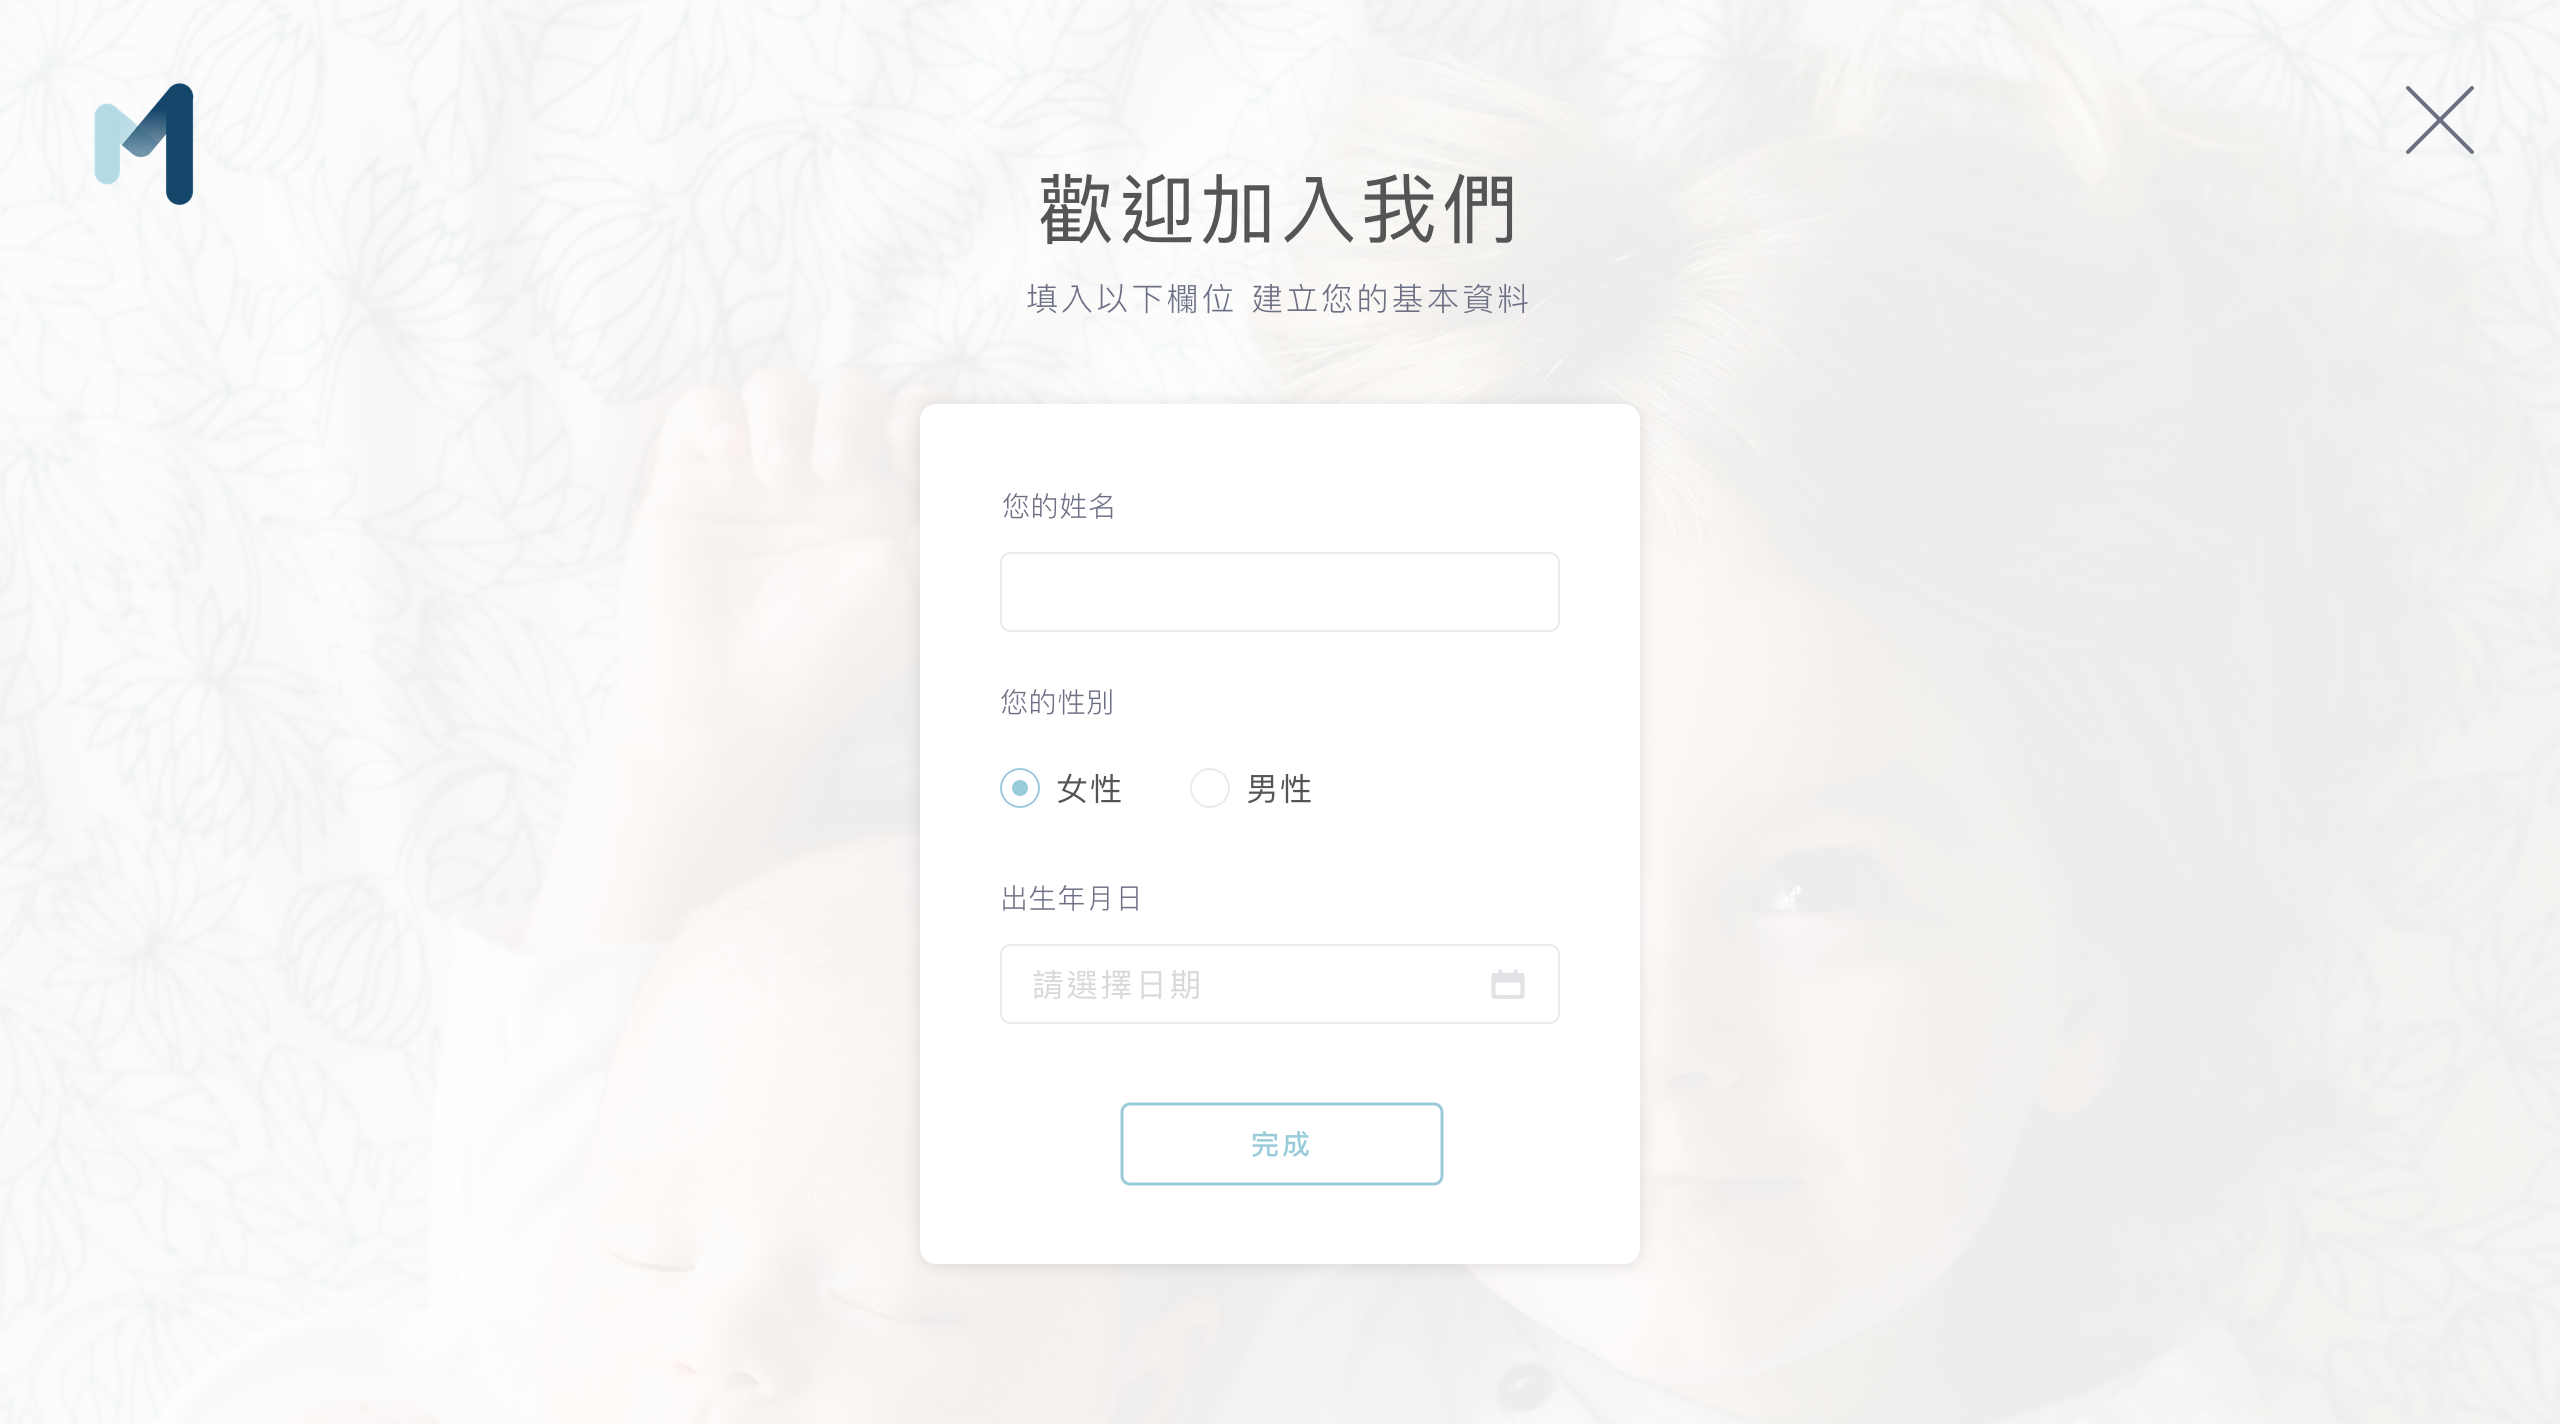 歡迎加入我們
填入以下欄位 建立您的基本資料
您的姓名
您的性別
女性 男性
出生年月日
請選擇日期
完成